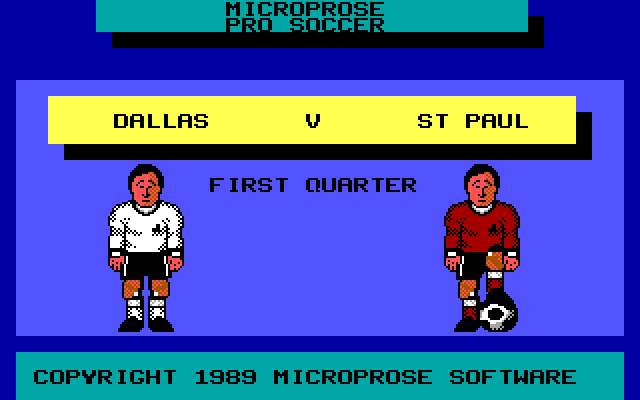 MICROPROSE
PRO SOCCER
DALLAS V ST PAUL
FIRST QUARTER
COPYRIGHT 1989 MICROPROSE SOFTWARE